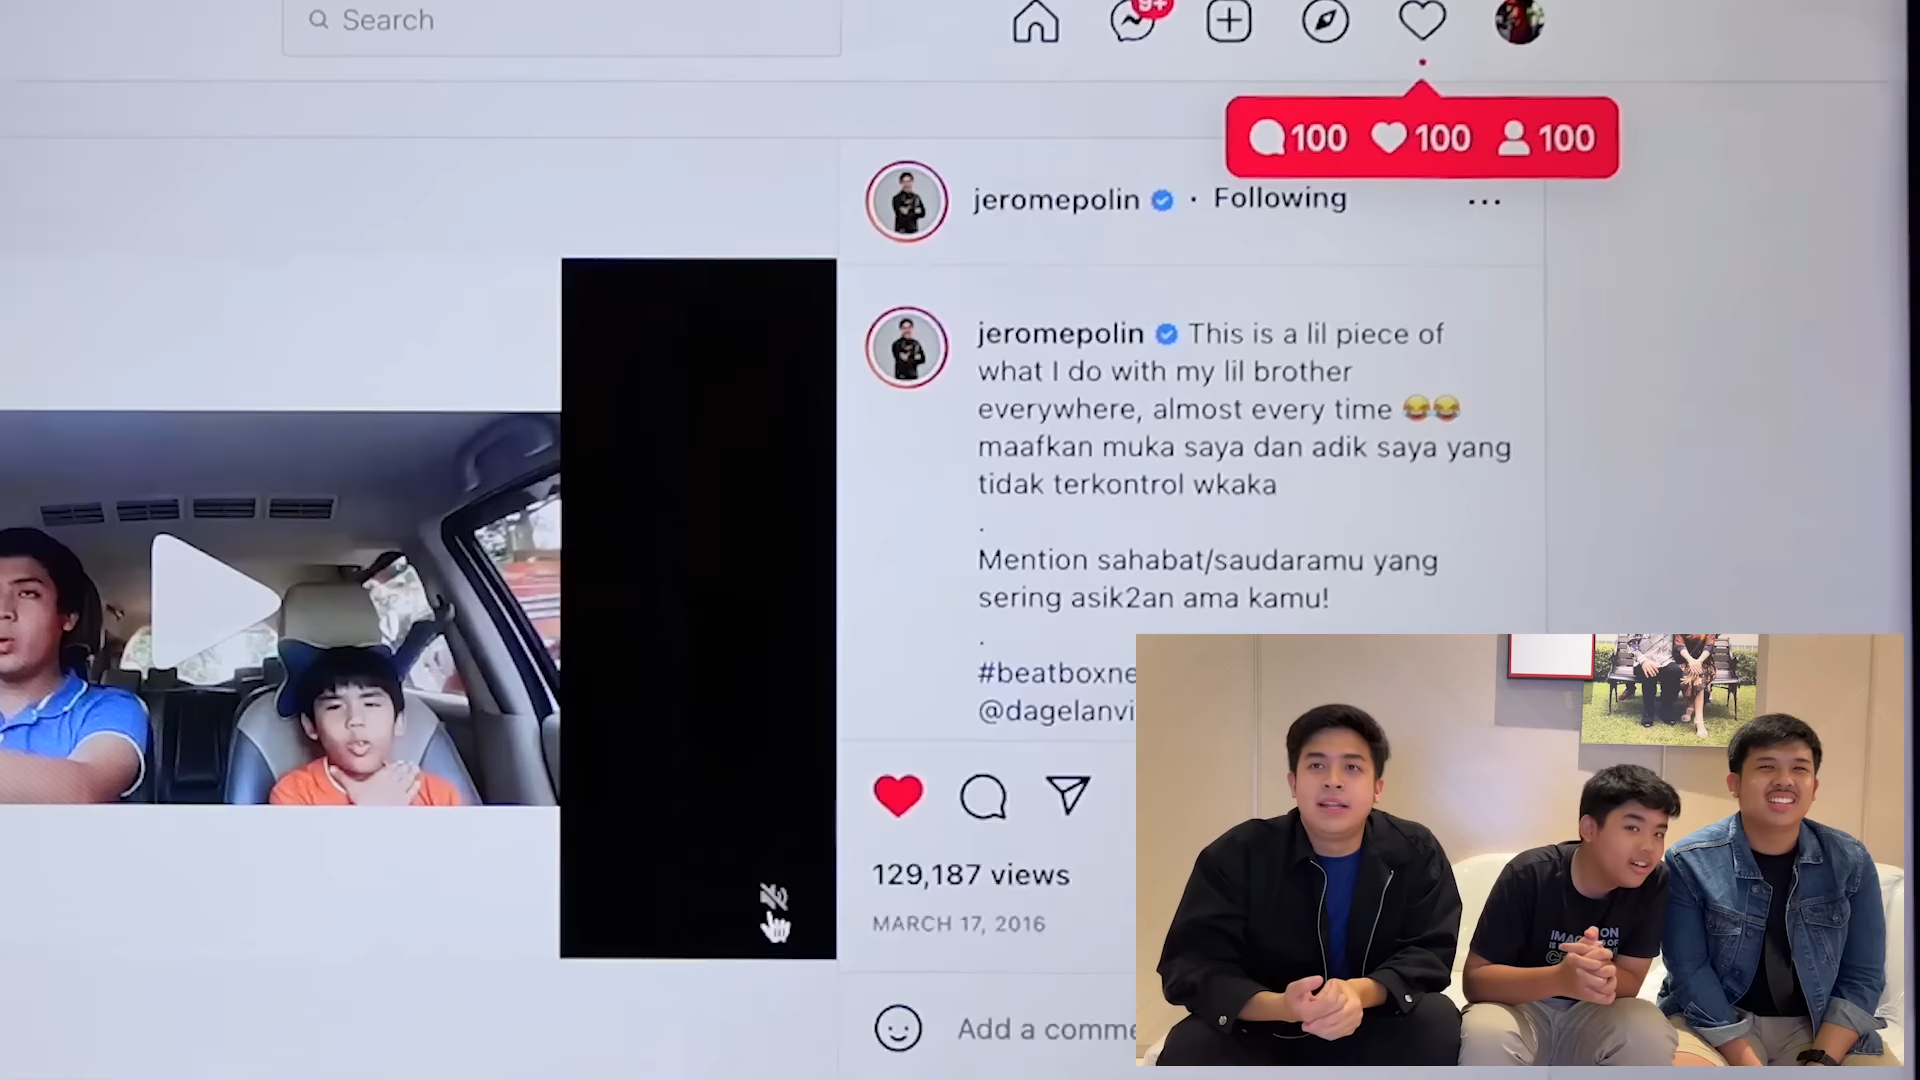 Search
9+
100 100 100
jeromepolin · Following
jeromepolin This is a lil piece of
what I do with my lil brother
everywhere, almost every time 😂😂
maafkan muka saya dan adik saya yang
tidak terkontrol wkaka
.
Mention sahabat/saudaramu yang
sering asik2an ama kamu!
.
#beatboxne
@dagelanvi
129,187 views
MARCH 17, 2016
Add a comme